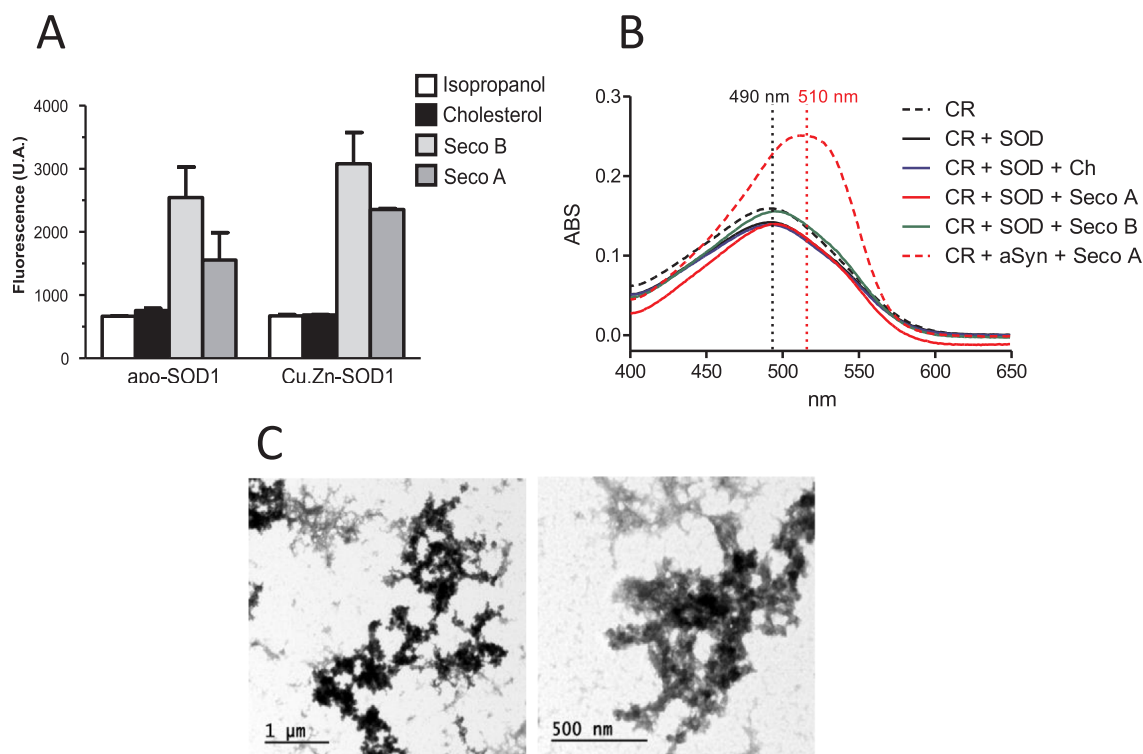 A
Fluorescence (U.A.)
4000
3000
2000
1000
0
apo-SOD1
Cu.Zn-SOD1
Isopropanol
Cholesterol
Seco B
Seco A
B
ABS
0.3
0.2
0.1
0.0
490 nm
510 nm
400
450
500
550
600
650
nm
CR
CR + SOD
CR + SOD + Ch
CR + SOD + Seco A
CR + SOD + Seco B
CR + aSyn + Seco A
C
1 µm
500 nm